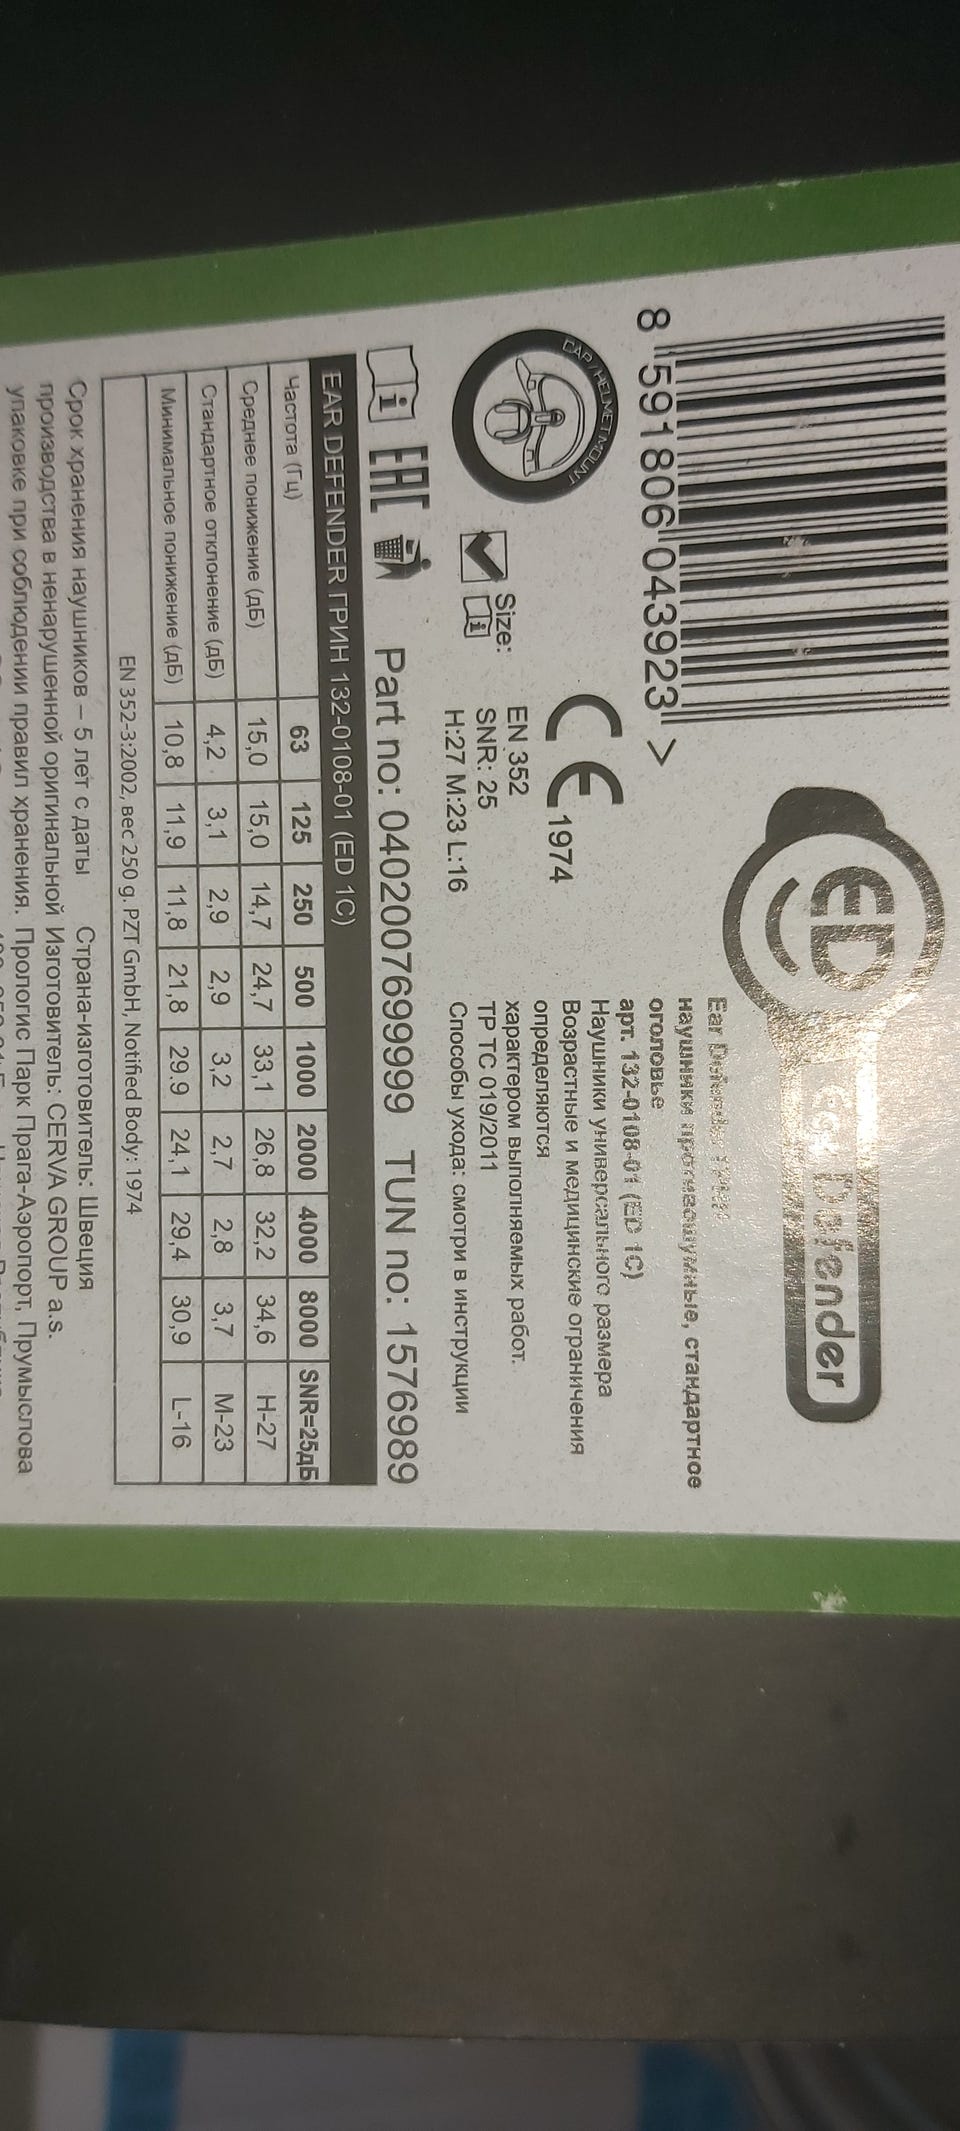 8 591806 043923 >
ED
Ear Defender
CAP / HELMET MOUNT
Size:
CE 1974
EN 352
SNR: 25
H:27 M:23 L:16
Ear
наушники противошумные, стандартное
оголовье
арт. 132-0108-01 (ED 1C)
Наушники универсального размера
Возрастные и медицинские ограничения
определяются
характером выполняемых работ.
ТР ТС 019/2011
Способы ухода: смотри в инструкции
i EAC Part no: 0402007699999 TUN no: 1576989
EAR DEFENDER ГРИН 132-0108-01 (ED 1C)
Частота (Гц) 63 125 250 500 1000 2000 4000 8000 SNR=25дБ
Среднее понижение (дБ) 15,0 15,0 14,7 24,7 33,1 26,8 32,2 34,6 H-27
Стандартное отклонение (дБ) 4,2 3,1 2,9 2,9 3,2 2,7 2,8 3,7 M-23
Минимальное понижение (дБ) 10,8 11,9 11,8 21,8 29.9 24,1 29,4 30,9 L-16
EN 352-3:2002, вес 250 g. PZT GmbH, Notified Body: 1974
Срок хранения наушников – 5 лет с даты
производства в ненарушенной оригинальной
упаковке при соблюдении правил хранения.
Страна-изготовитель: Швеция
Изготовитель: CERVA GROUP a.s.
Прологис Парк Прага-Аэропорт, Прумыслова